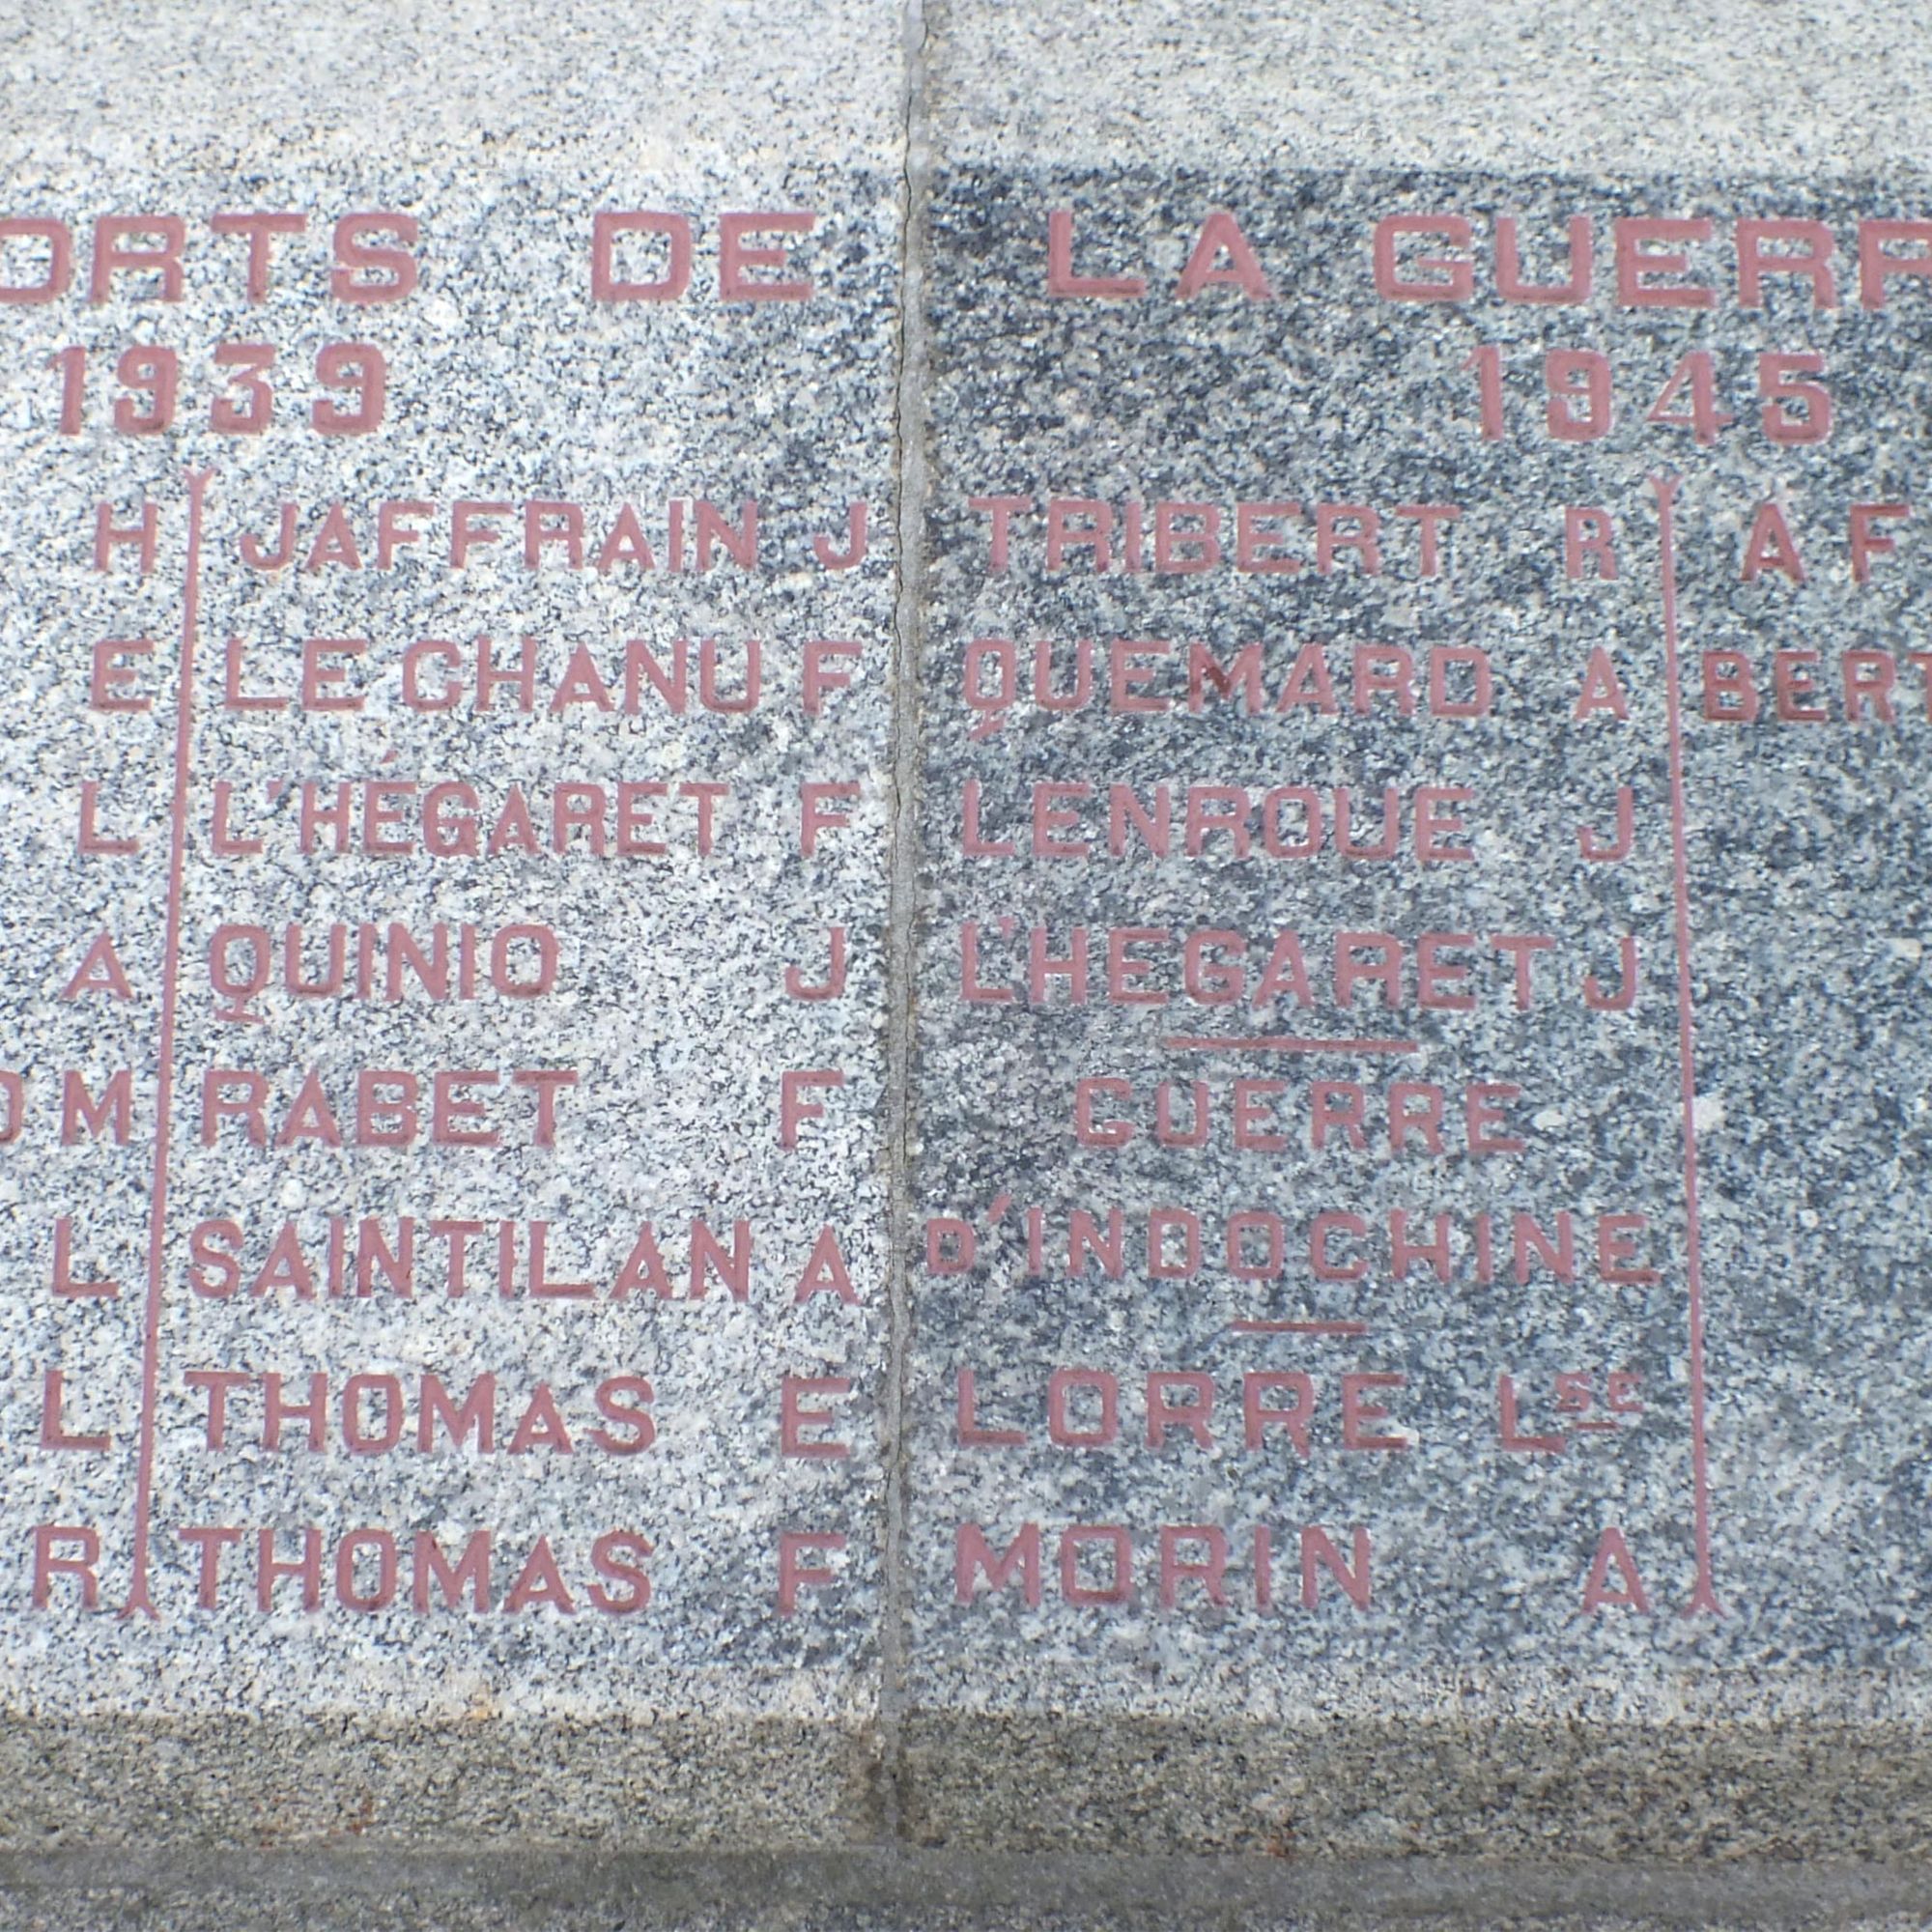 ORTS DE LA GUERR
1939 1945
H JAFFRAIN J TRIBERT R A F
E LE CHANU F QUEMARD A BERT
L L'HÉGARET F LENROUE J
A QUINIO J L'HEGARET J
M RABET F GUERRE
L SAINTILAN A D'INDOCHINE
L THOMAS E LORRE L
R THOMAS F MORIN A